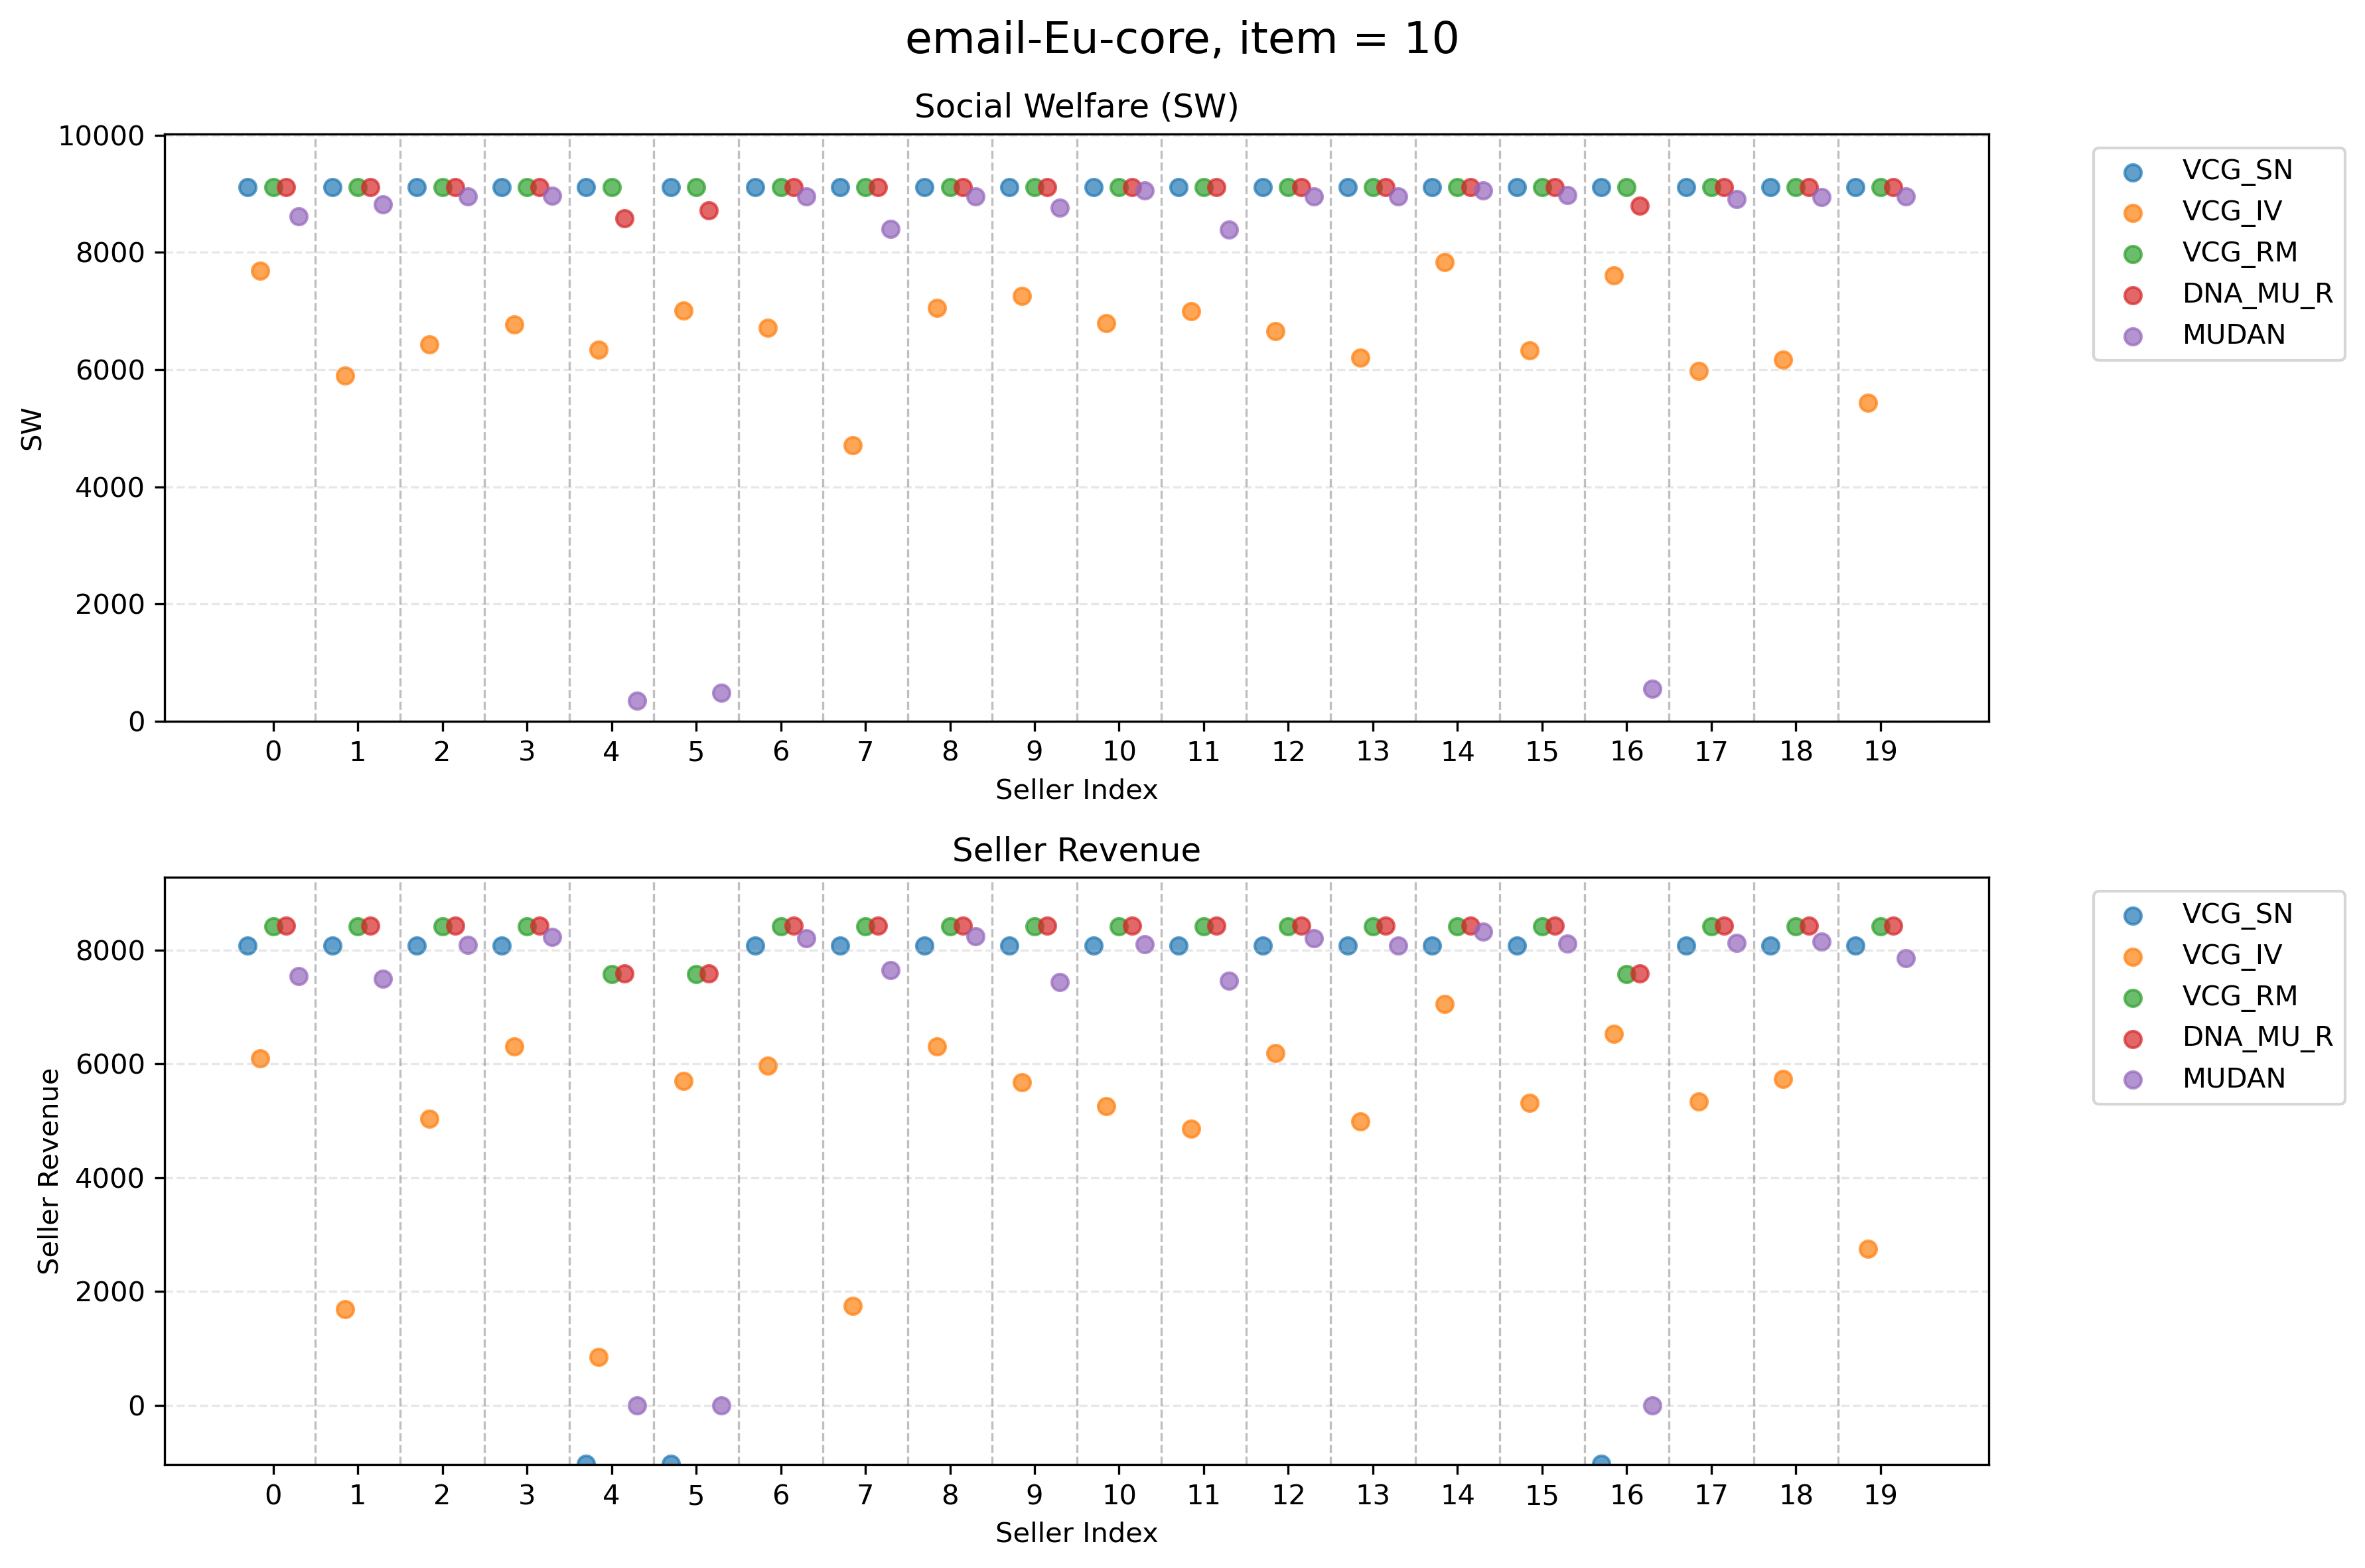 email-Eu-core, item = 10
Social Welfare (SW)
10000
8000
6000
4000
2000
0
SW
0 1 2 3 4 5 6 7 8 9 10 11 12 13 14 15 16 17 18 19
Seller Index
VCG_SN
VCG_IV
VCG_RM
DNA_MU_R
MUDAN
Seller Revenue
8000
6000
4000
2000
0
Seller Revenue
0 1 2 3 4 5 6 7 8 9 10 11 12 13 14 15 16 17 18 19
Seller Index
VCG_SN
VCG_IV
VCG_RM
DNA_MU_R
MUDAN